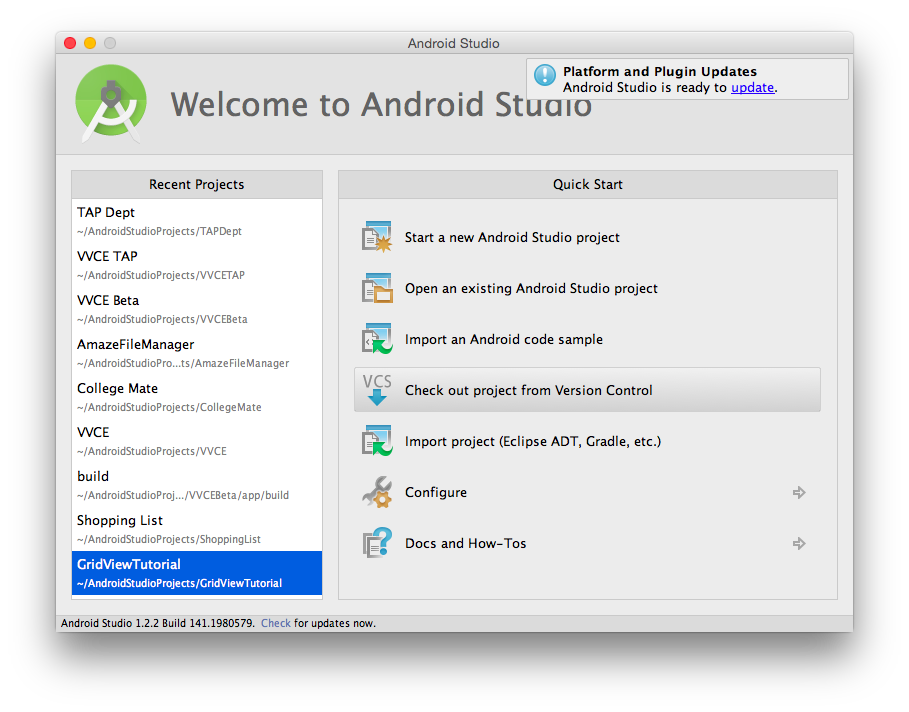 Android Studio
Platform and Plugin Updates
Android Studio is ready to update.
Welcome to Android Studio
Recent Projects
TAP Dept
~/AndroidStudioProjects/TAPDept
VVCE TAP
~/AndroidStudioProjects/VVCETAP
VVCE Beta
~/AndroidStudioProjects/VVCEBeta
AmazeFileManager
~/AndroidStudioPro...ts/AmazeFileManager
College Mate
~/AndroidStudioProjects/CollegeMate
VVCE
~/AndroidStudioProjects/VVCE
build
~/AndroidStudioProj.../VVCEBeta/app/build
Shopping List
~/AndroidStudioProjects/ShoppingList
GridViewTutorial
~/AndroidStudioProjects/GridViewTutorial
Quick Start
Start a new Android Studio project
Open an existing Android Studio project
Import an Android code sample
VCS
Check out project from Version Control
Import project (Eclipse ADT, Gradle, etc.)
Configure
Docs and How-Tos
Android Studio 1.2.2 Build 141.1980579. Check for updates now.